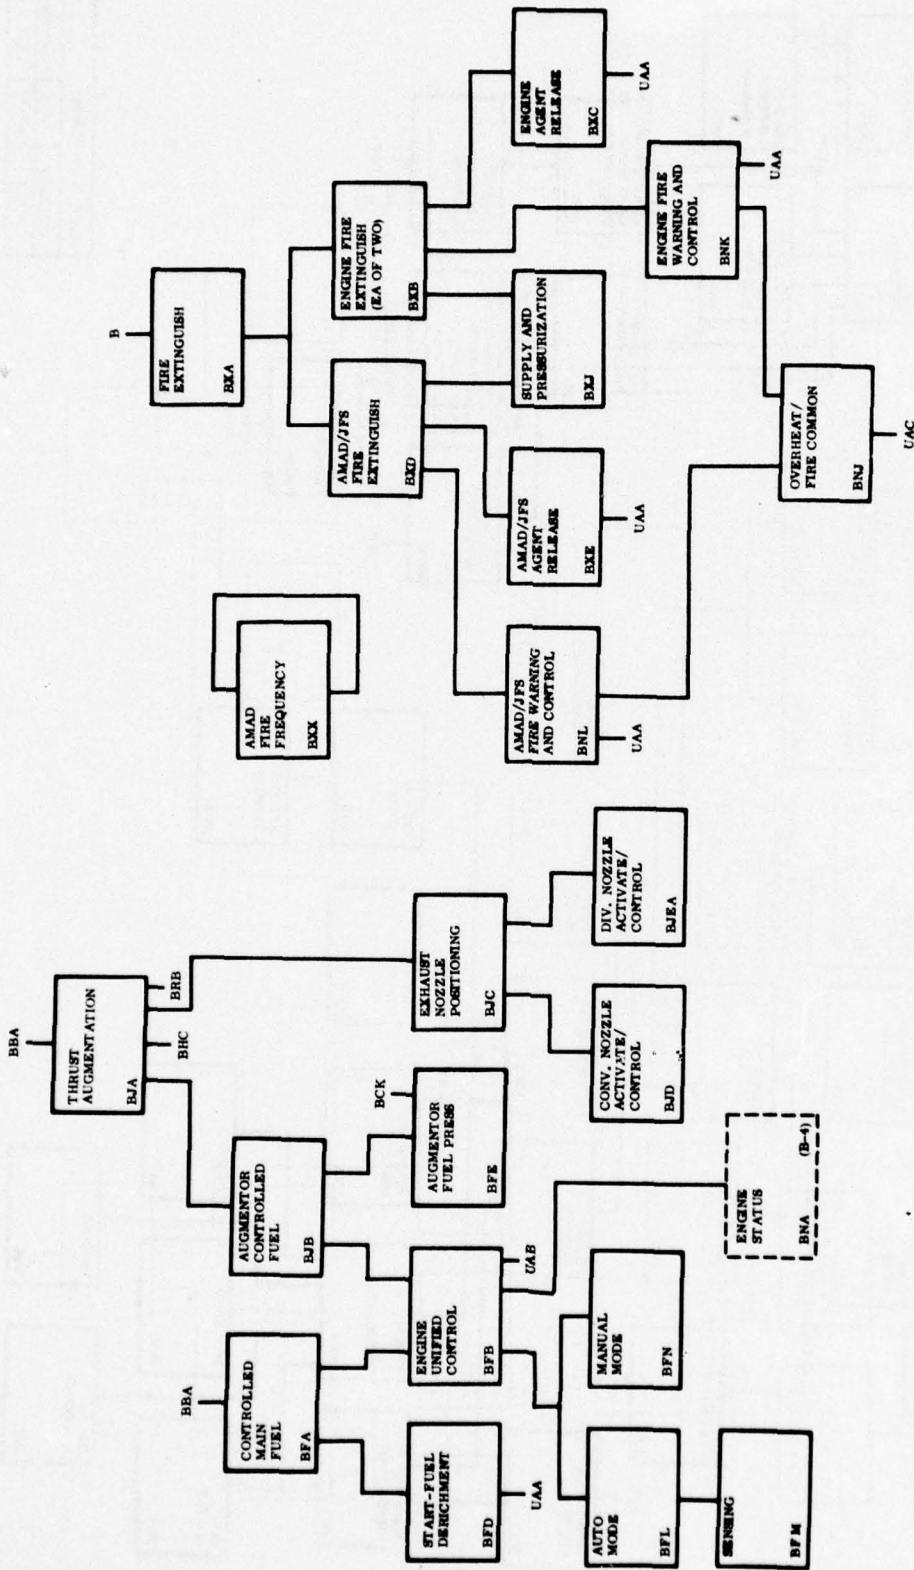 BBA
THRUST
AUGMENTATION
BJA
BHC
BRB
BBA
CONTROLLED
MAIN
FUEL
BFA
AUGMENTOR
CONTROLLED
FUEL
BJB
START-FUEL
DERICHMENT
BFD
UAA
ENGINE
UNIFIED
CONTROL
BFB
UAB
BCK
AUGMENTOR
FUEL PRESS
BFE
EXHAUST
NOZZLE
POSITIONING
BJC
AUTO
MODE
BFL
MANUAL
MODE
BFN
CONV. NOZZLE
ACTIVATE/
CONTROL
BJD
DIV. NOZZLE
ACTIVATE/
CONTROL
BJEA
SENSING
BFM
ENGINE
STATUS
BNA (B-4)
B
FIRE
EXTINGUISH
BXA
AMAD
FIRE
FREQUENCY
BXX
AMAD/JFS
FIRE
EXTINGUISH
BXD
ENGINE FIRE
EXTINGUISH
(EA OF TWO)
BXB
AMAD/JFS
FIRE WARNING
AND CONTROL
BNL
UAA
AMAD/JFS
AGENT
RELEASE
BXE
UAA
SUPPLY AND
PRESSURIZATION
BXJ
ENGINE
AGENT
RELEASE
BXC
UAA
ENGINE FIRE
WARNING AND
CONTROL
BNK
UAA
OVERHEAT/
FIRE COMMON
BNJ
UAC